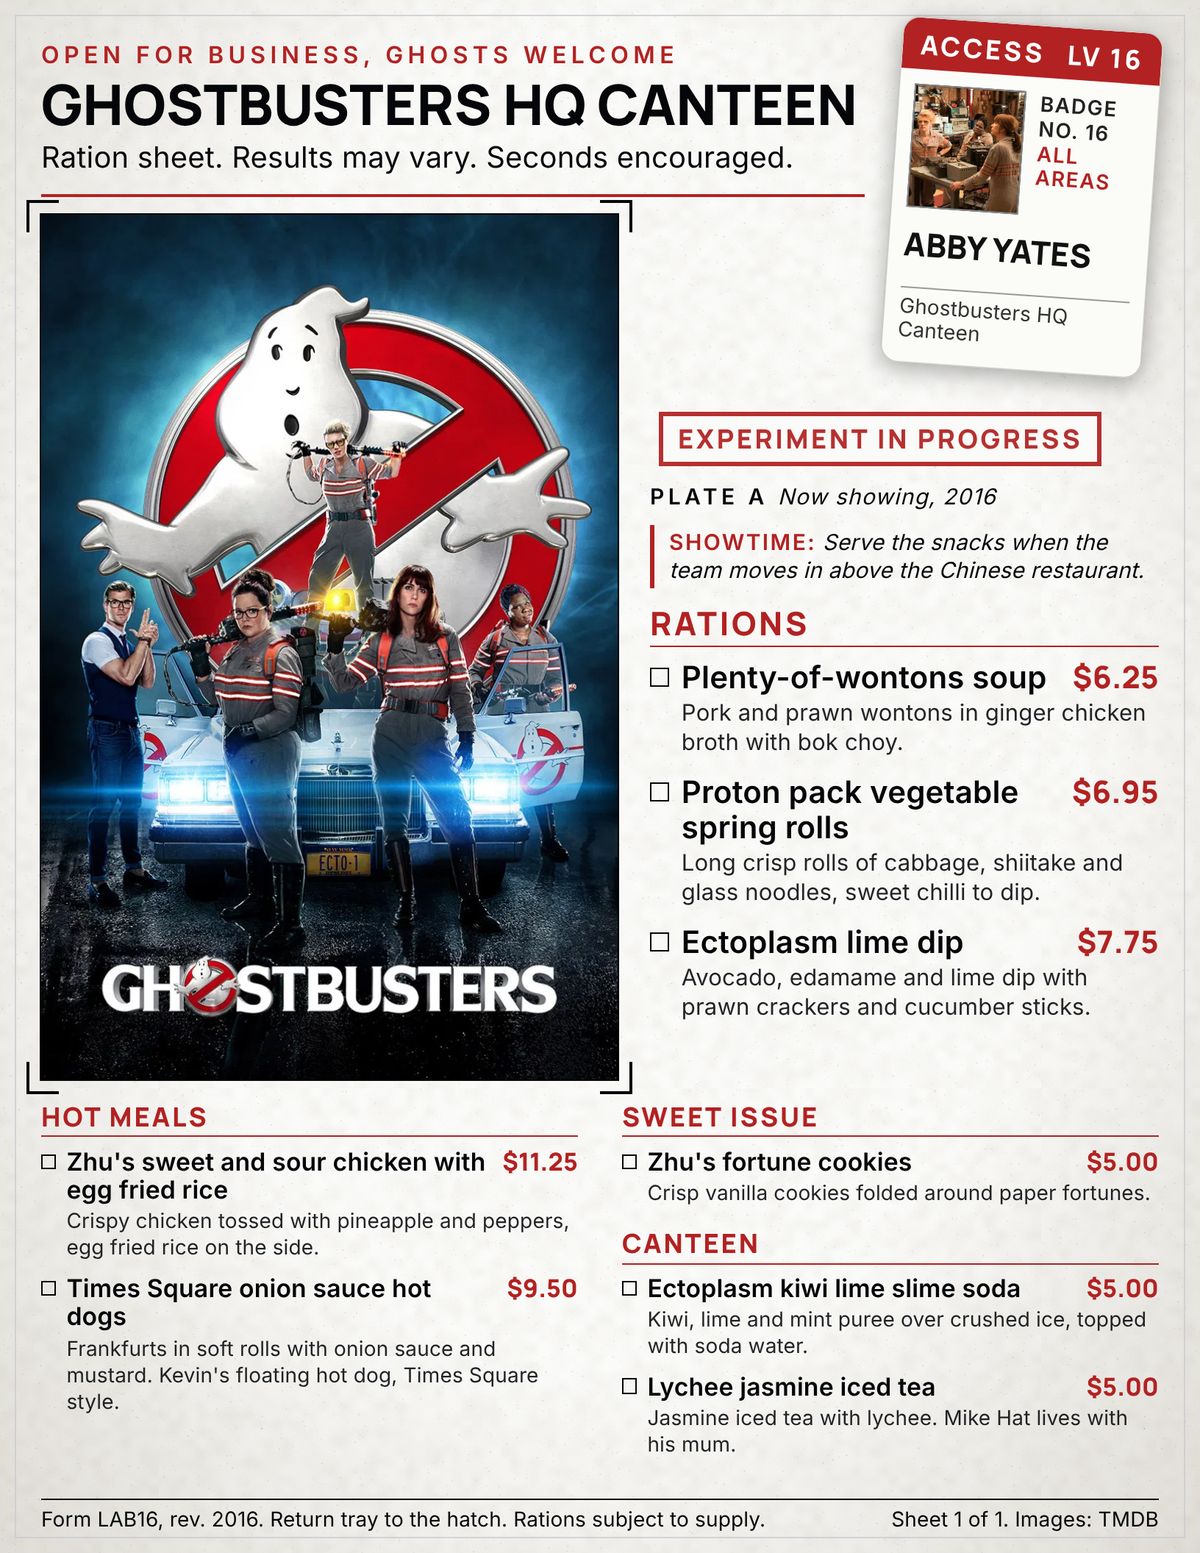 OPEN FOR BUSINESS, GHOSTS WELCOME
GHOSTBUSTERS HQ CANTEEN
Ration sheet. Results may vary. Seconds encouraged.
ACCESS LV 16
BADGE
NO. 16
ALL
AREAS
ABBY YATES
Ghostbusters HQ
Canteen
ECTO-1
GHOSTBUSTERS
EXPERIMENT IN PROGRESS
PLATE A Now showing, 2016
SHOWTIME: Serve the snacks when the
team moves in above the Chinese restaurant.
RATIONS
Plenty-of-wontons soup $6.25
Pork and prawn wontons in ginger chicken
broth with bok choy.
Proton pack vegetable $6.95
spring rolls
Long crisp rolls of cabbage, shiitake and
glass noodles, sweet chilli to dip.
Ectoplasm lime dip $7.75
Avocado, edamame and lime dip with
prawn crackers and cucumber sticks.
HOT MEALS
Zhu's sweet and sour chicken with $11.25
egg fried rice
Crispy chicken tossed with pineapple and peppers,
egg fried rice on the side.
Times Square onion sauce hot $9.50
dogs
Frankfurts in soft rolls with onion sauce and
mustard. Kevin's floating hot dog, Times Square
style.
SWEET ISSUE
Zhu's fortune cookies $5.00
Crisp vanilla cookies folded around paper fortunes.
CANTEEN
Ectoplasm kiwi lime slime soda $5.00
Kiwi, lime and mint puree over crushed ice, topped
with soda water.
Lychee jasmine iced tea $5.00
Jasmine iced tea with lychee. Mike Hat lives with
his mum.
Form LAB16, rev. 2016. Return tray to the hatch. Rations subject to supply.
Sheet 1 of 1. Images: TMDB